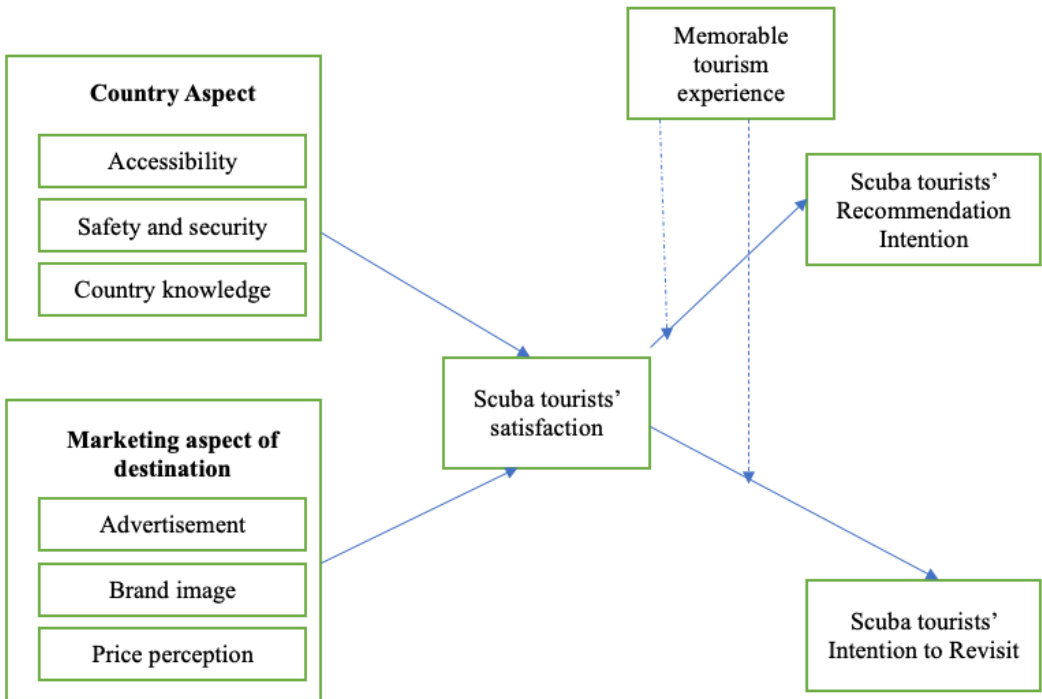 Country Aspect
Accessibility
Safety and security
Country knowledge
Marketing aspect of
destination
Advertisement
Brand image
Price perception
Scuba tourists’
satisfaction
Memorable
tourism
experience
Scuba tourists’
Recommendation
Intention
Scuba tourists’
Intention to Revisit